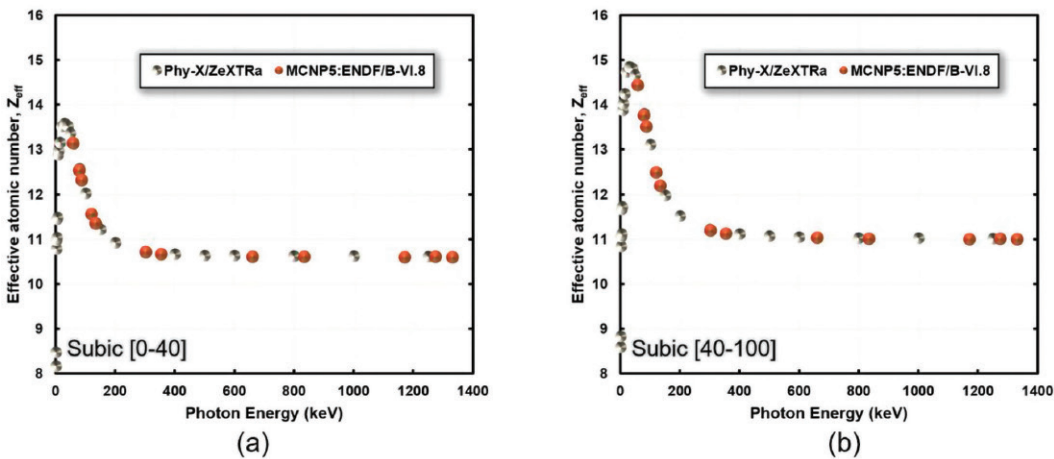 16
15
14
13
12
11
10
9
8
Effective atomic number, Zeff
Phy-X/ZeXTRa MCNP5:ENDF/B-VI.8
Subic [0-40]
0 200 400 600 800 1000 1200 1400
Photon Energy (keV)
(a)
16
15
14
13
12
11
10
9
8
Effective atomic number, Zeff
Phy-X/ZeXTRa MCNP5:ENDF/B-VI.8
Subic [40-100]
0 200 400 600 800 1000 1200 1400
Photon Energy (keV)
(b)